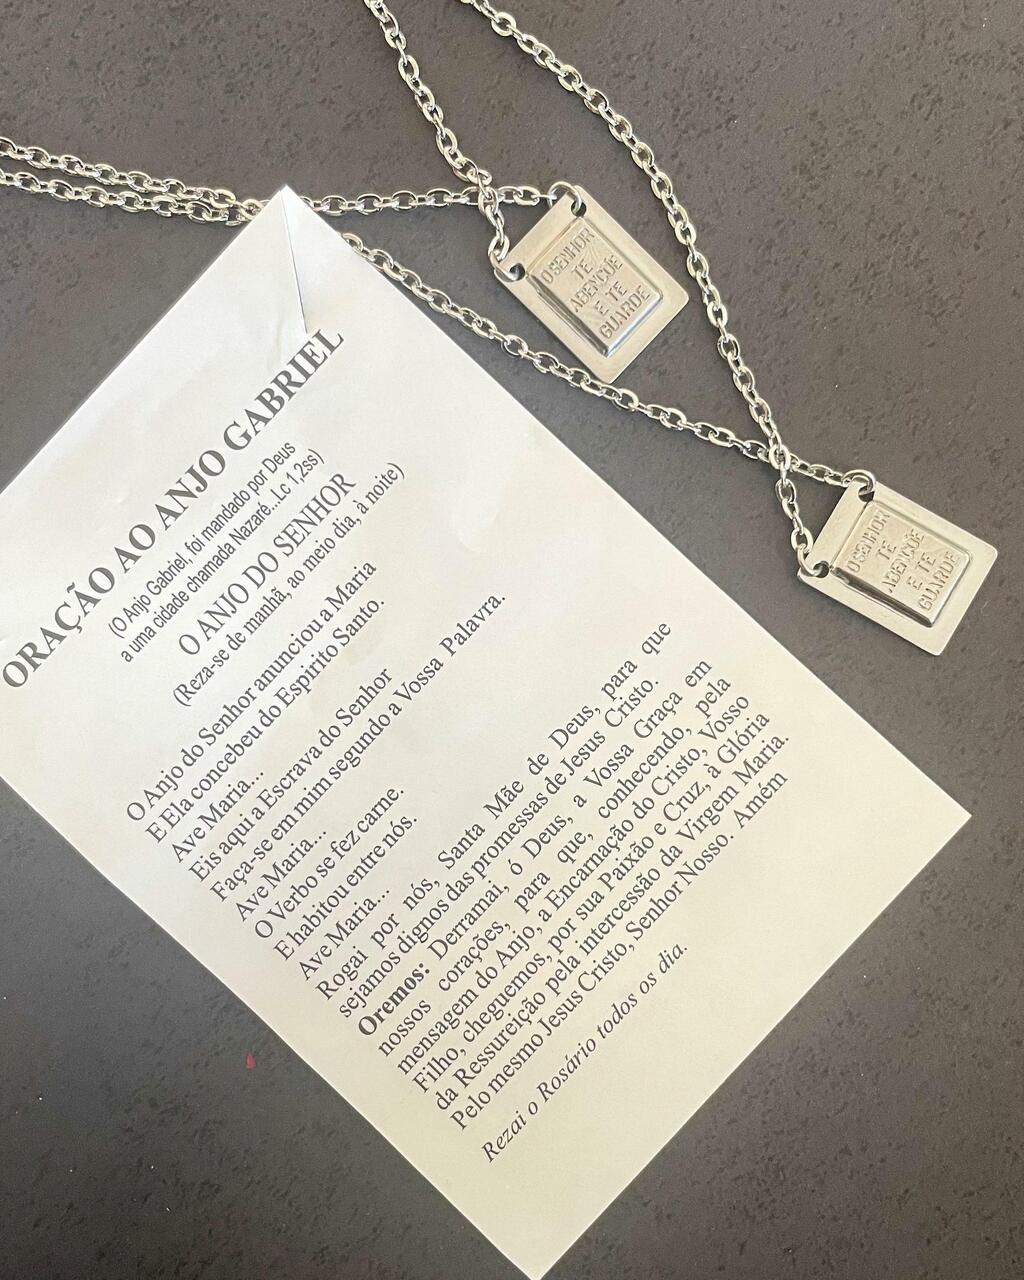 ORAÇÃO AO ANJO GABRIEL
(O Anjo Gabriel, foi mandado por Deus
a uma cidade chamada Nazaré...Lc 1,2ss)
O ANJO DO SENHOR
(Reza-se de manhã, ao meio dia, à noite)
O Anjo do Senhor anunciou a Maria
E Ela concebeu do Espirito Santo.
Ave Maria...
Eis aqui a Escrava do Senhor
Faça-se em mim segundo a Vossa Palavra.
Ave Maria...
O Verbo se fez carne.
E habitou entre nós.
Ave Maria...
Rogai por nós, Santa Mãe de Deus, para que
sejamos dignos das promessas de Jesus Cristo.
Oremos: Derramai, ó Deus, a Vossa Graça em
nossos corações, para que, conhecendo, pela
mensagem do Anjo, a Encarnação do Cristo, Vosso
Filho, cheguemos, por sua Paixão e Cruz, à Glória
da Ressureição pela intercessão da Virgem Maria.
Pelo mesmo Jesus Cristo, Senhor Nosso. Amém
Rezai o Rosário todos os dia.
O SENHOR
TE
ABENÇOE
E TE
GUARDE
O SENHOR
TE
ABENÇOE
E TE
GUARDE